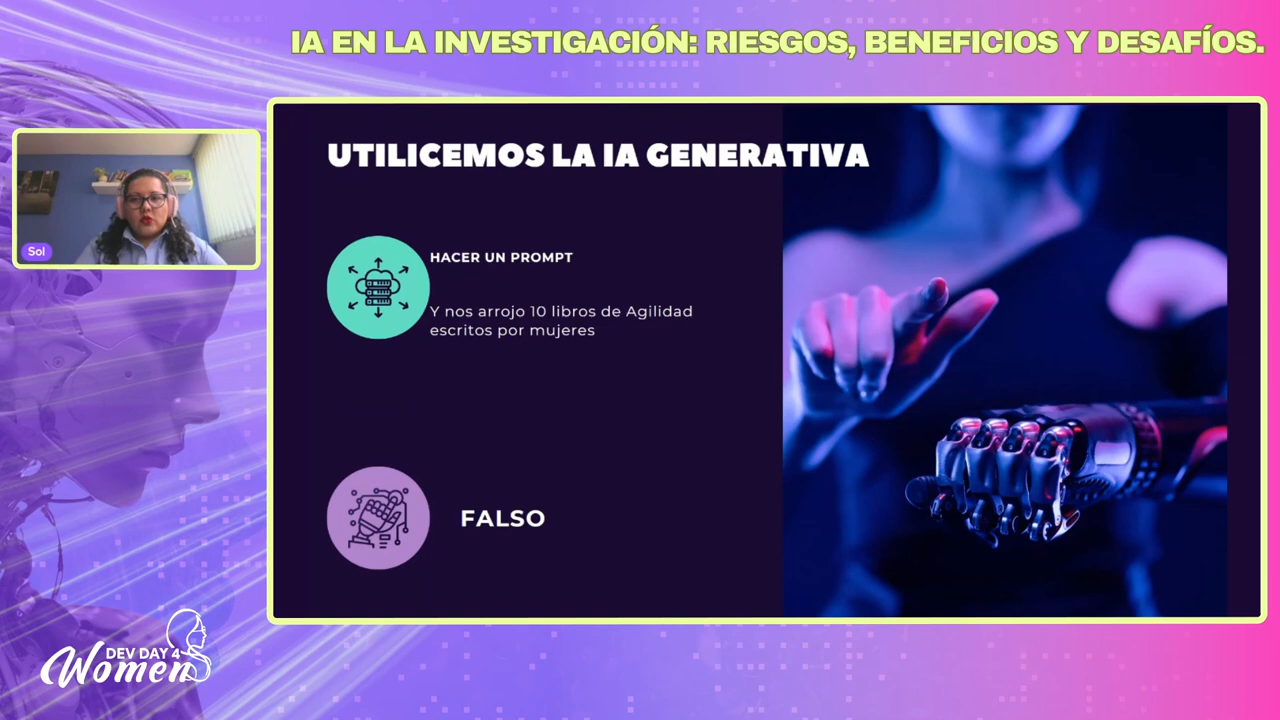 IA EN LA INVESTIGACIÓN: RIESGOS, BENEFICIOS Y DESAFÍOS.
UTILICEMOS LA IA GENERATIVA
HACER UN PROMPT
Y nos arrojo 10 libros de Agilidad
escritos por mujeres
FALSO
Sol
DEV DAY 4
Women